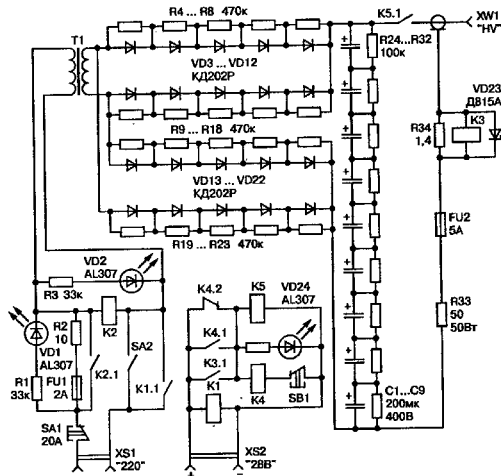 R4 ... R8 470к
K5.1
XW1
"HV"
T1
R24...R32
100к
VD3 ... VD12
КД202Р
VD23
Д815А
K3
R34
1,4
R9 ... R18 470к
VD13 ... VD22
КД202Р
R19 ... R23 470к
FU2
5A
VD2
AL307
R3 33к
K4.2
K5
VD24
AL307
R33
50
50Вт
R2
10
K2
SA2
K4.1
VD1
AL307
K2.1
K1.1
K3.1
R1
33к
FU1
2A
K1
K4
SB1
C1...C9
200мк
400В
SA1
20A
XS1
"220"
XS2
"28В"
+
-
+
+
+
+
+
+
+
+
+